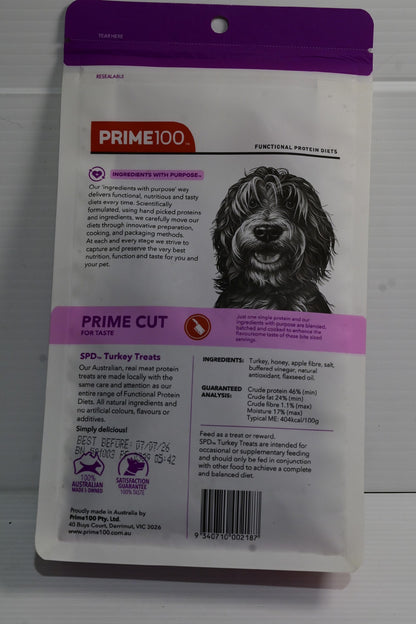 TEAR HERE
RESEALABLE
PRIME100™
FUNCTIONAL PROTEIN DIETS
INGREDIENTS WITH PURPOSE™
Our 'ingredients with purpose' way
delivers functional, nutritious and tasty
diets every time. Scientifically
formulated, using hand picked proteins
and ingredients, we carefully move our
diets through innovative preparation,
cooking, and packaging methods.
At each and every stage we strive to
capture and preserve the very best
nutrition, function and taste for you and
your pet.
PRIME CUT
FOR TASTE
Just one single protein and our
ingredients with purpose are blended,
batched and cooked to enhance the
flavoursome taste of these bite sized
servings.
SPD™ Turkey Treats
Our Australian, real meat protein
treats are made locally with the
same care and attention as our
entire range of Functional Protein
Diets. All natural ingredients and
no artificial colours, flavours or
additives.
Simply delicious!
BEST BEFORE: 07/07/26
05:42
100%
AUSTRALIAN
MADE & OWNED
SATISFACTION
GUARANTEE
100% TASTE
Proudly made in Australia by
Prime100 Pty. Ltd.
40 Buys Court, Derrimut, VIC 3026
www.prime100.com.au
INGREDIENTS: Turkey, honey, apple fibre, salt,
buffered vinegar, natural
antioxidant, flaxseed oil.
GUARANTEED ANALYSIS: Crude protein 46% (min)
Crude fat 24% (min)
Crude fibre 1.1% (max)
Moisture 17% (max)
Typical ME: 404kcal/100g
Feed as a treat or reward.
SPD™ Turkey Treats are intended for
occasional or supplementary feeding
and should only be fed in conjunction
with other food to achieve a complete
and balanced diet.
9 340710 002187